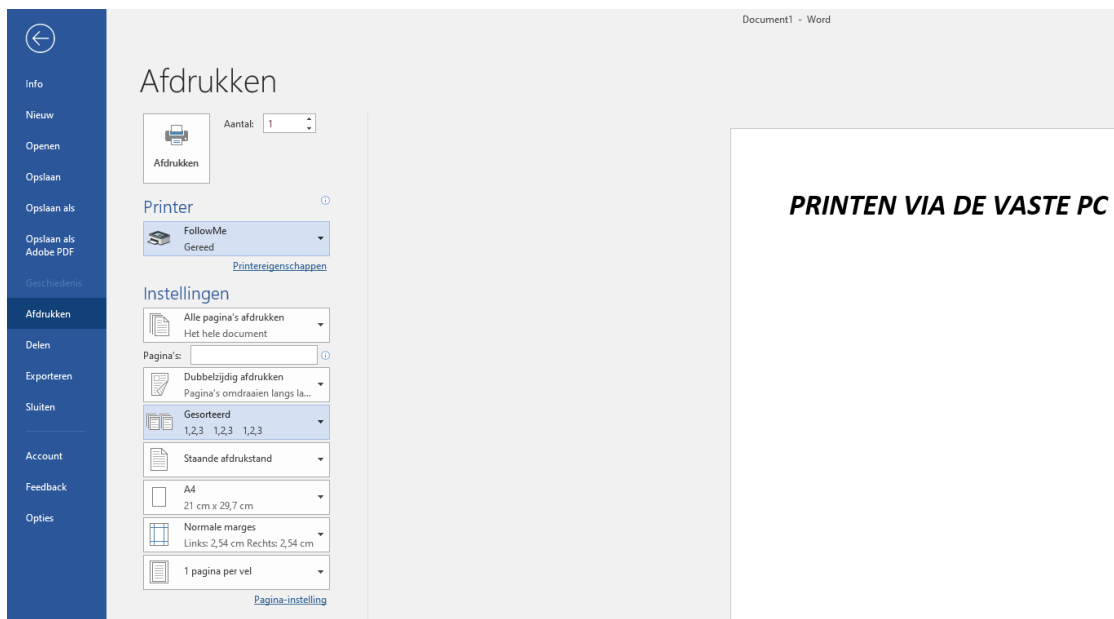 Document1 - Word
Info
Nieuw
Openen
Opslaan
Opslaan als
Opslaan als
Adobe PDF
Geschiedenis
Afdrukken
Delen
Exporteren
Sluiten
Account
Feedback
Opties
Afdrukken
Afdrukken
Aantal: 1
Printer
FollowMe
Gereed
Printereigenschappen
Instellingen
Alle pagina's afdrukken
Het hele document
Pagina's:
Dubbelzijdig afdrukken
Pagina's omdraaien langs la...
Gesorteerd
1,2,3 1,2,3 1,2,3
Staande afdrukstand
A4
21 cm x 29,7 cm
Normale marges
Links: 2,54 cm Rechts: 2,54 cm
1 pagina per vel
Pagina-instelling
PRINTEN VIA DE VASTE PC